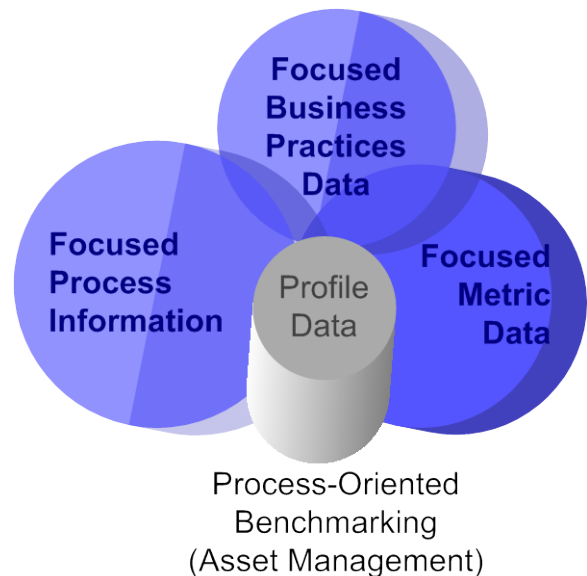 Focused
Business
Practices
Data
Focused
Process
Information
Focused
Metric
Data
Profile
Data
Process-Oriented
Benchmarking
(Asset Management)